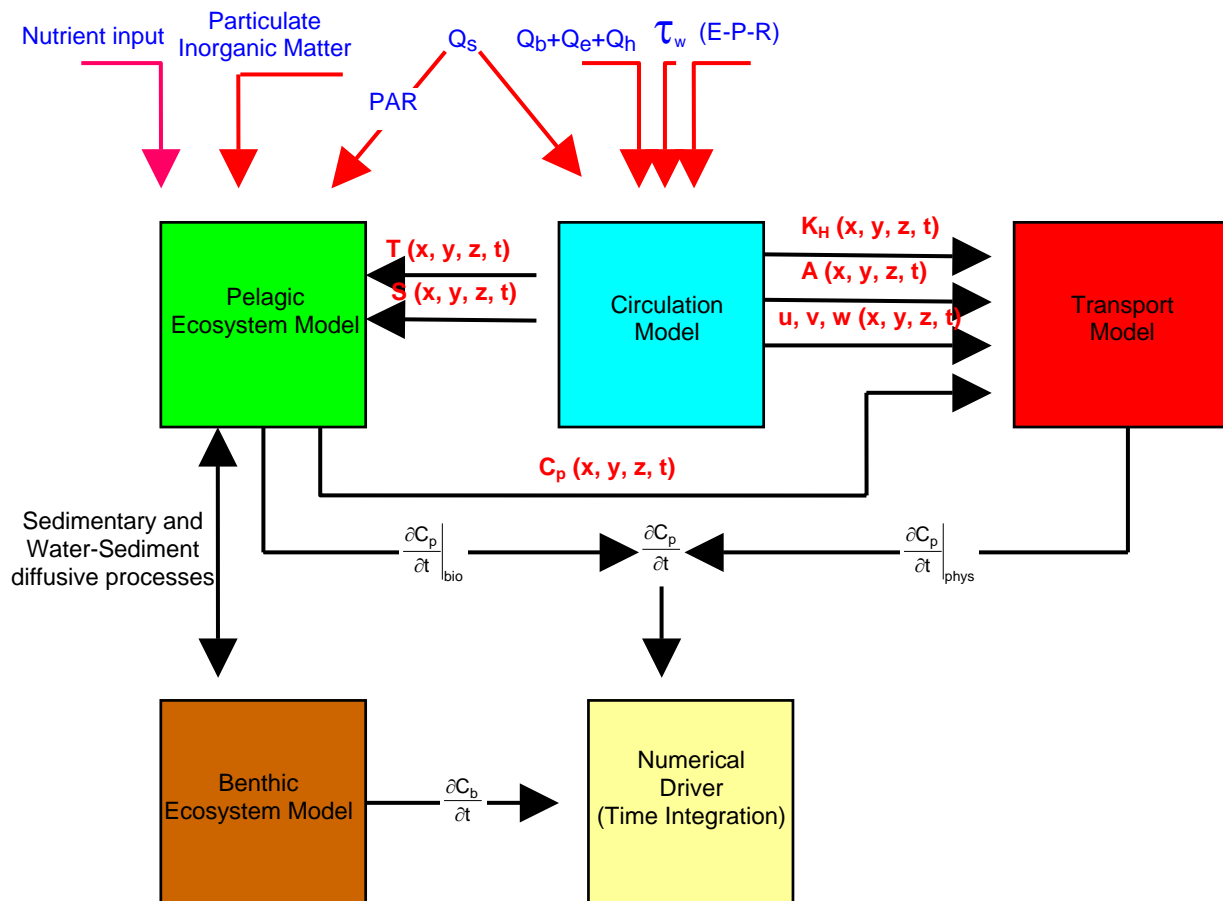 Nutrient input
Particulate
Inorganic Matter
Qs
Qb+Qe+Qh
τw
(E-P-R)
PAR
T (x, y, z, t)
S (x, y, z, t)
KH (x, y, z, t)
A (x, y, z, t)
u, v, w (x, y, z, t)
Pelagic
Ecosystem Model
Circulation
Model
Transport
Model
Cp (x, y, z, t)
Sedimentary and
Water-Sediment
diffusive processes
∂Cp/∂t|bio
∂Cp/∂t
∂Cp/∂t|phys
Benthic
Ecosystem Model
∂Cb/∂t
Numerical
Driver
(Time Integration)